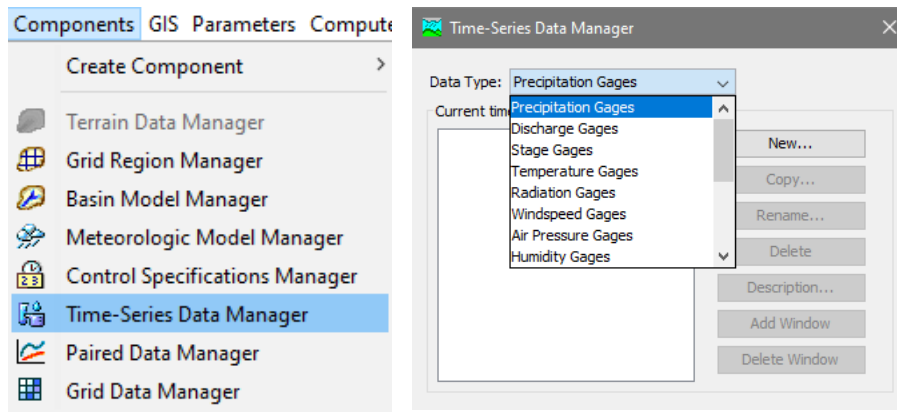 Components GIS Parameters Compute
Create Component >
Terrain Data Manager
Grid Region Manager
Basin Model Manager
Meteorologic Model Manager
Control Specifications Manager
Time-Series Data Manager
Paired Data Manager
Grid Data Manager
Time-Series Data Manager
Data Type: Precipitation Gages
Current tim
Precipitation Gages
Discharge Gages
Stage Gages
Temperature Gages
Radiation Gages
Windspeed Gages
Air Pressure Gages
Humidity Gages
New...
Copy...
Rename...
Delete
Description...
Add Window
Delete Window